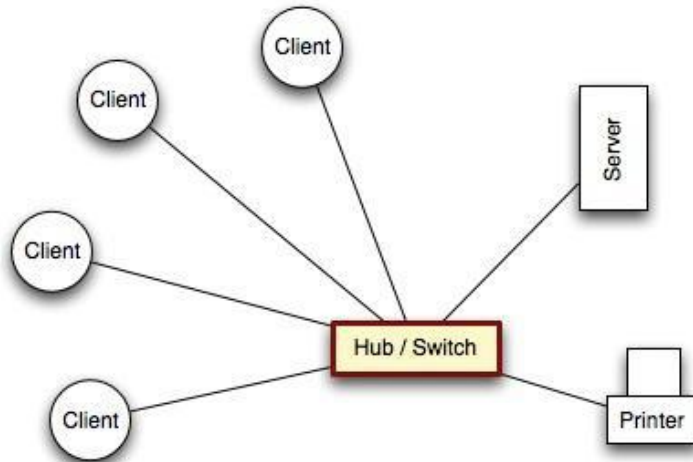 Client
Client
Server
Client
Hub / Switch
Client
Printer